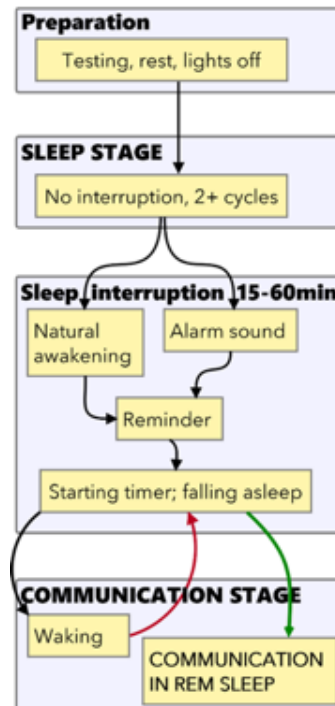 Preparation
Testing, rest, lights off
SLEEP STAGE
No interruption, 2+ cycles
Sleep interruption 15-60min
Natural
awakening
Alarm sound
Reminder
Starting timer; falling asleep
COMMUNICATION STAGE
Waking
COMMUNICATION
IN REM SLEEP